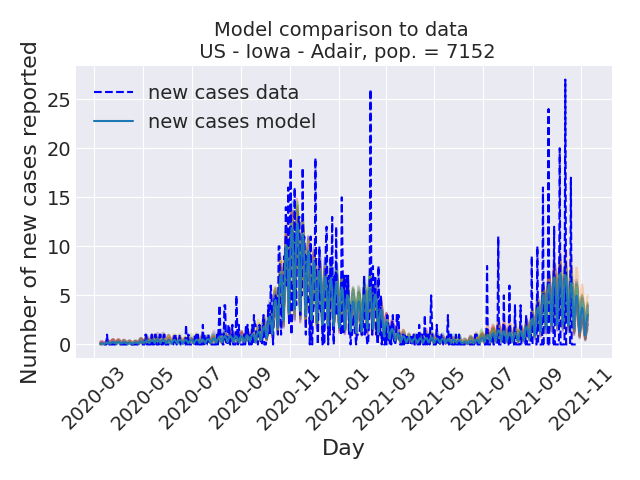 Model comparison to data
US - Iowa - Adair, pop. = 7152
Number of new cases reported
25
20
15
10
5
0
new cases data
new cases model
2020-03
2020-05
2020-07
2020-09
2020-11
2021-01
2021-03
2021-05
2021-07
2021-09
2021-11
Day